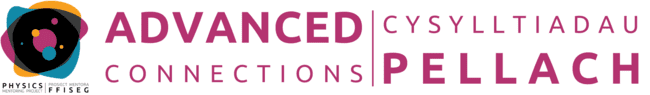 ADVANCED
CONNECTIONS
CYSYLLTIADAU
PELLACH
PHYSICS
MENTORING PROJECT
PROSIECT MENTORA
FFISEG